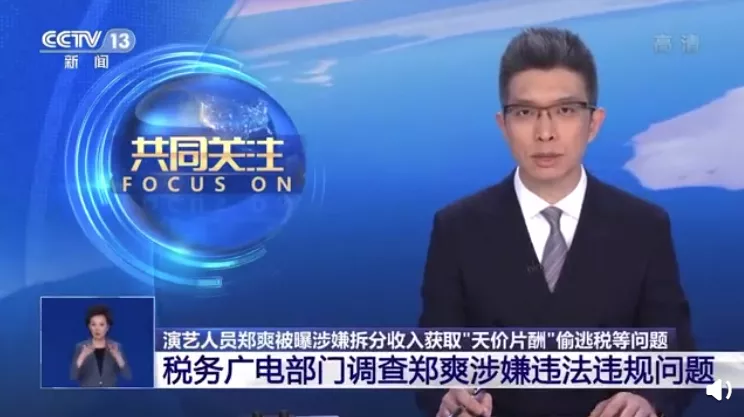 CCTV 13
新闻
高清
共同关注
FOCUS ON
演艺人员郑爽被曝涉嫌拆分收入获取"天价片酬"偷逃税等问题
税务广电部门调查郑爽涉嫌违法违规问题